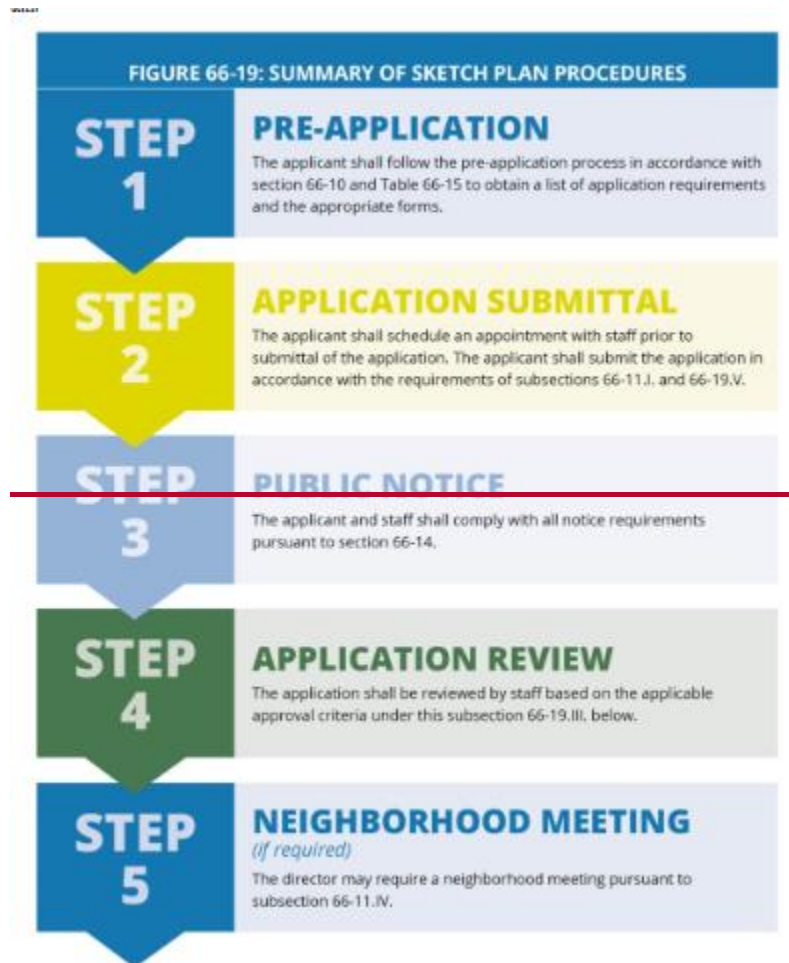 FIGURE 66-19: SUMMARY OF SKETCH PLAN PROCEDURES
STEP
1
PRE-APPLICATION
The applicant shall follow the pre-application process in accordance with
section 66-10 and Table 66-15 to obtain a list of application requirements
and the appropriate forms.
STEP
2
APPLICATION SUBMITTAL
The applicant shall schedule an appointment with staff prior to
submittal of the application. The applicant shall submit the application in
accordance with the requirements of subsections 66-11.I. and 66-19.V.
STEP
3
PUBLIC NOTICE
The applicant and staff shall comply with all notice requirements
pursuant to section 66-14.
STEP
4
APPLICATION REVIEW
The application shall be reviewed by staff based on the applicable
approval criteria under this subsection 66-19.III. below.
STEP
5
NEIGHBORHOOD MEETING
(if required)
The director may require a neighborhood meeting pursuant to
subsection 66-11.IV.